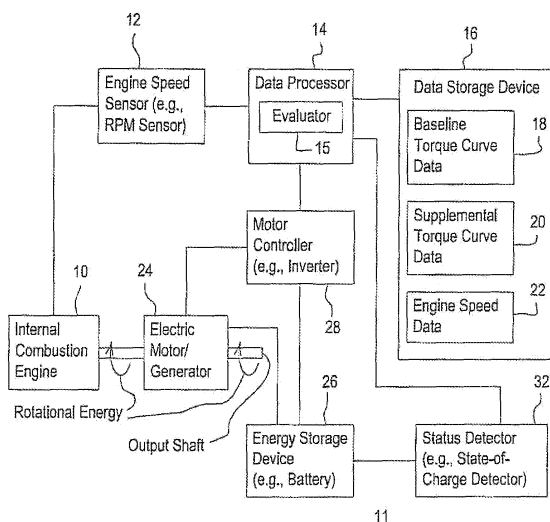 12
14
16
Engine Speed
Sensor (e.g.,
RPM Sensor)
Data Processor
Evaluator
15
Data Storage Device
Baseline
Torque Curve
Data
18
Supplemental
Torque Curve
Data
20
Engine Speed
Data
22
Motor
Controller
(e.g., Inverter)
28
10
24
Internal
Combustion
Engine
Electric
Motor/
Generator
Rotational Energy
Output Shaft
26
32
Energy Storage
Device
(e.g., Battery)
Status Detector
(e.g., State-of-
Charge Detector)
11